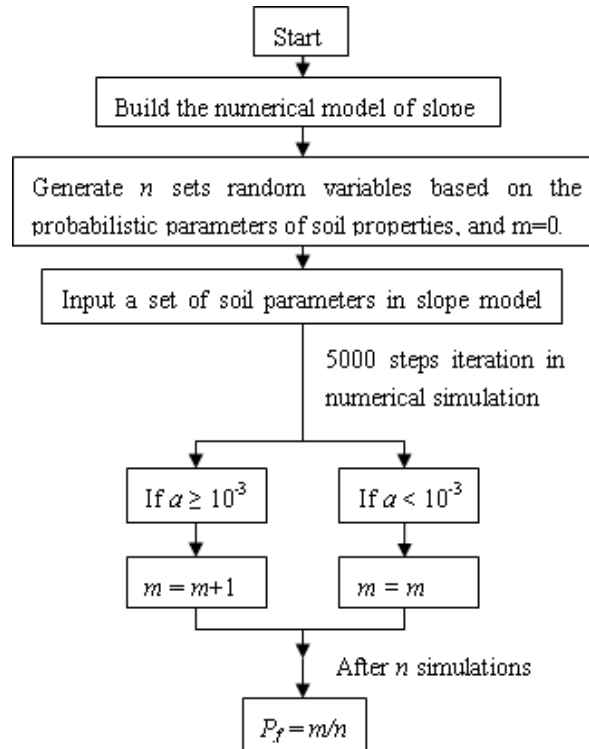 Start
Build the numerical model of slope
Generate n sets random variables based on the
probabilistic parameters of soil properties, and m=0.
Input a set of soil parameters in slope model
5000 steps iteration in
numerical simulation
If a ≥ 10⁻³
If a < 10⁻³
m = m+1
m = m
After n simulations
P_f = m/n